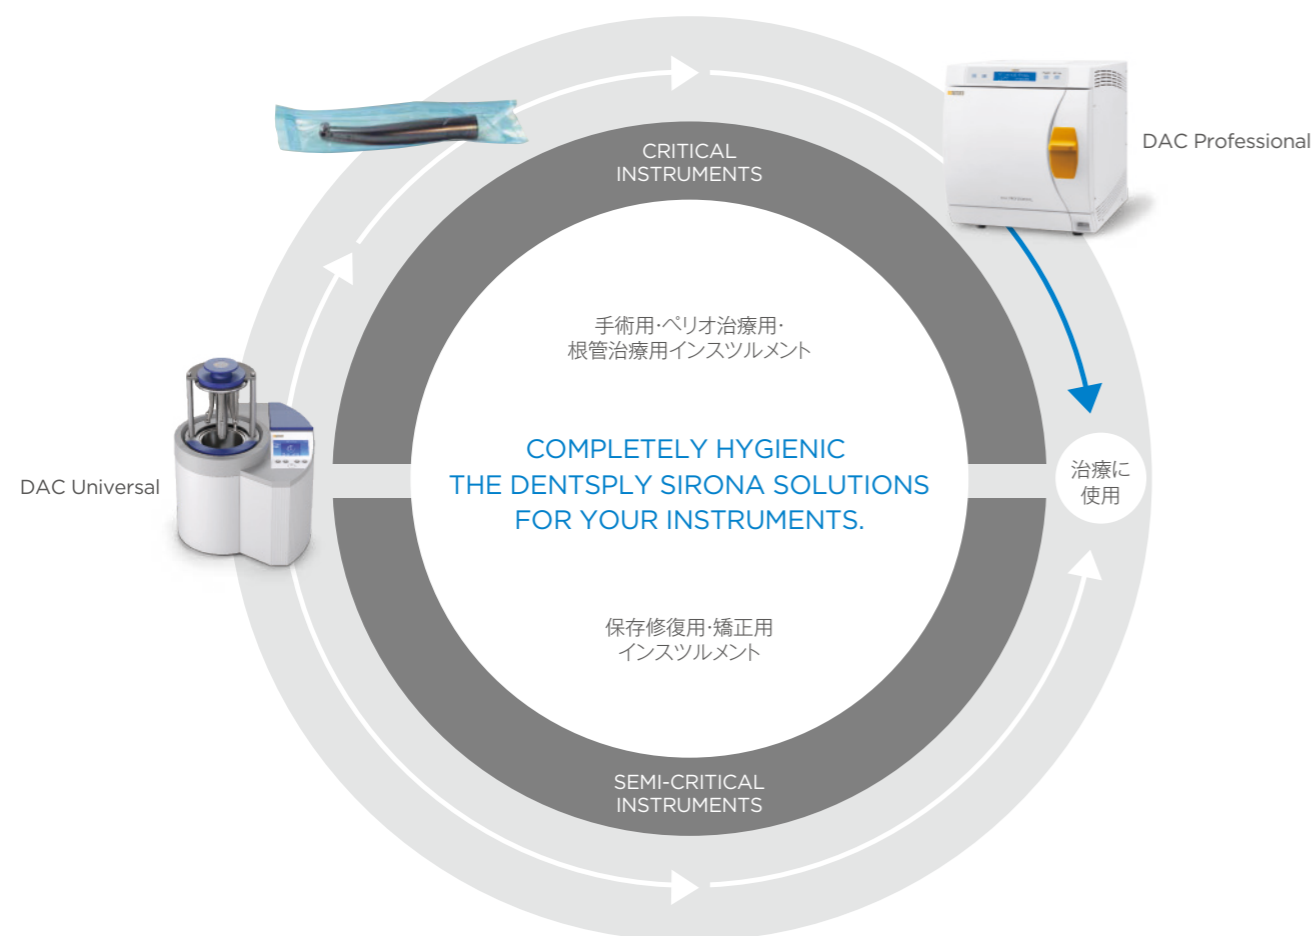 CRITICAL
INSTRUMENTS
DAC Professional
手術用･ペリオ治療用･
根管治療用インスツルメント
COMPLETELY HYGIENIC
THE DENTSPLY SIRONA SOLUTIONS
FOR YOUR INSTRUMENTS.
DAC Universal
治療に
使用
保存修復用･矯正用
インスツルメント
SEMI-CRITICAL
INSTRUMENTS